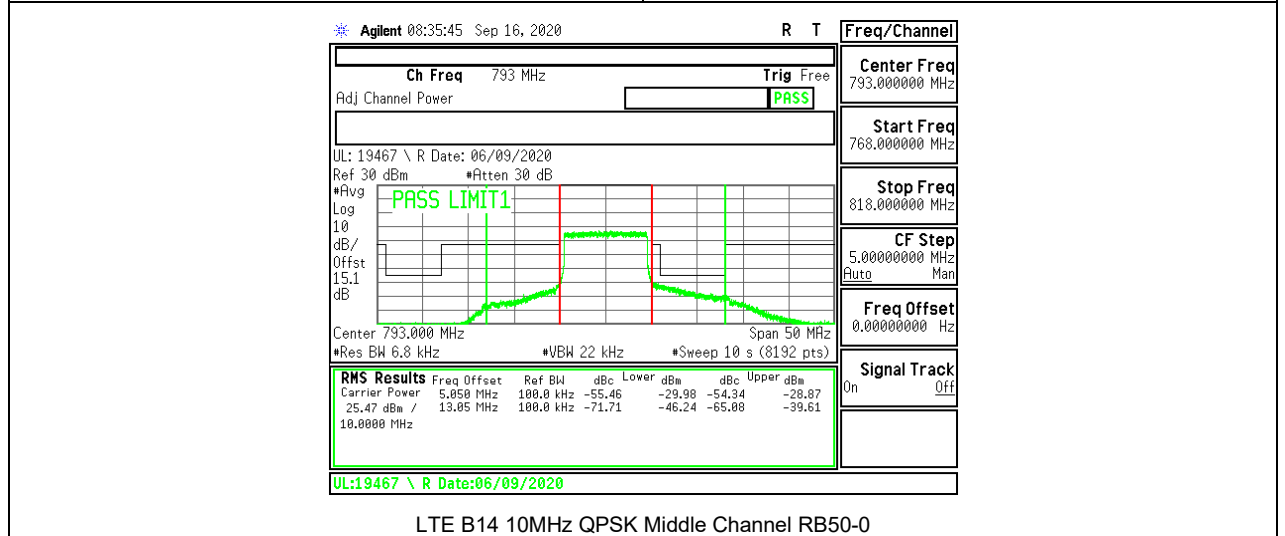 Agilent 08:35:45 Sep 16, 2020 R T
Freq/Channel
Ch Freq 793 MHz Trig Free
Adj Channel Power PASS
UL: 19467 \ R Date: 06/09/2020
Ref 30 dBm #Atten 30 dB
#Avg
Log
10
dB/
Offst
15.1
dB
PASS LIMIT1
Center 793.000 MHz Span 50 MHz
#Res BW 6.8 kHz #VBW 22 kHz #Sweep 10 s (8192 pts)
RMS Results Freq Offset Ref BW dBc Lower dBm dBc Upper dBm
Carrier Power 5.050 MHz 100.0 kHz -55.46 -29.98 -54.34 -28.87
25.47 dBm / 13.05 MHz 100.0 kHz -71.71 -46.24 -65.08 -39.61
10.0000 MHz
UL:19467 \ R Date:06/09/2020
Center Freq
793.000000 MHz
Start Freq
768.000000 MHz
Stop Freq
818.000000 MHz
CF Step
5.00000000 MHz
Auto Man
Freq Offset
0.00000000 Hz
Signal Track
On Off
LTE B14 10MHz QPSK Middle Channel RB50-0